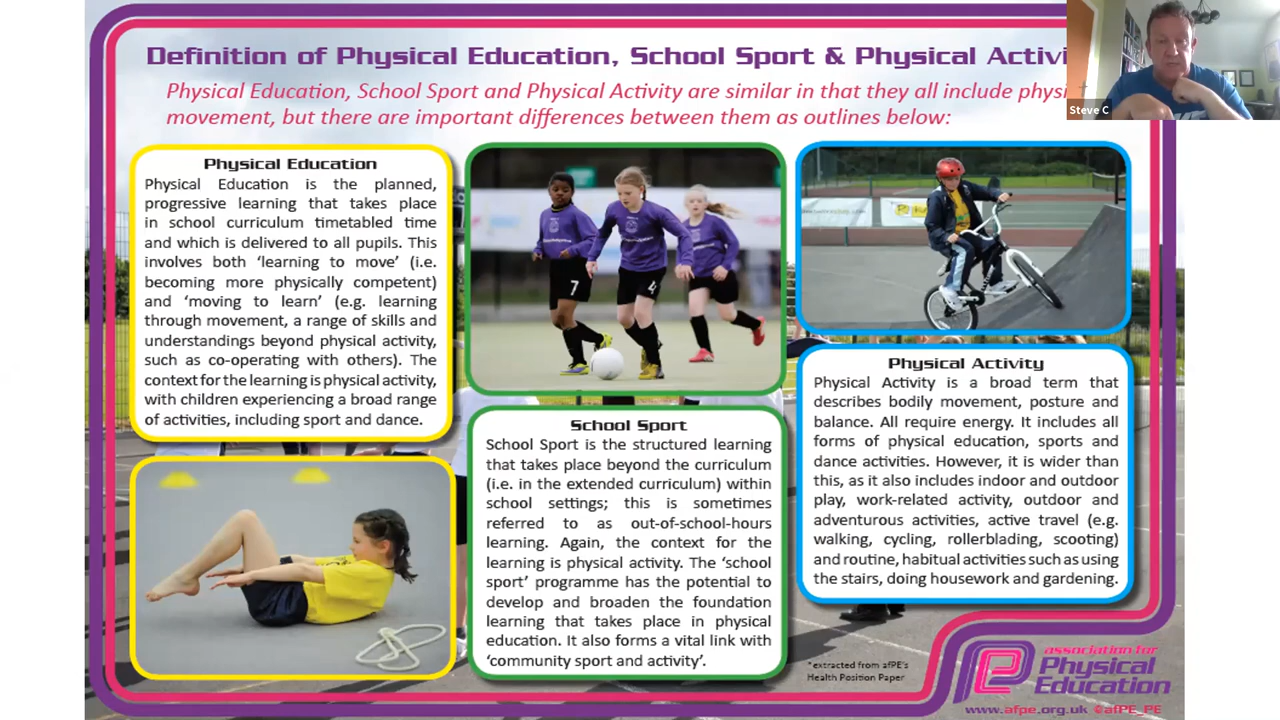 Definition of Physical Education, School Sport & Physical Activi
Physical Education, School Sport and Physical Activity are similar in that they all include physi
movement, but there are important differences between them as outlines below:
Steve C
Physical Education
Physical Education is the planned,
progressive learning that takes place
in school curriculum timetabled time
and which is delivered to all pupils. This
involves both ‘learning to move’ (i.e.
becoming more physically competent)
and ‘moving to learn’ (e.g. learning
through movement, a range of skills and
understandings beyond physical activity,
such as co-operating with others). The
context for the learning is physical activity,
with children experiencing a broad range
of activities, including sport and dance.
7
4
School Sport
School Sport is the structured learning
that takes place beyond the curriculum
(i.e. in the extended curriculum) within
school settings; this is sometimes
referred to as out-of-school-hours
learning. Again, the context for the
learning is physical activity. The ‘school
sport’ programme has the potential to
develop and broaden the foundation
learning that takes place in physical
education. It also forms a vital link with
‘community sport and activity’.
Physical Activity
Physical Activity is a broad term that
describes bodily movement, posture and
balance. All require energy. It includes all
forms of physical education, sports and
dance activities. However, it is wider than
this, as it also includes indoor and outdoor
play, work-related activity, outdoor and
adventurous activities, active travel (e.g.
walking, cycling, rollerblading, scooting)
and routine, habitual activities such as using
the stairs, doing housework and gardening.
*extracted from afPE's
Health Position Paper
association for
Physical
Education
www.afpe.org.uk @afPE_PE